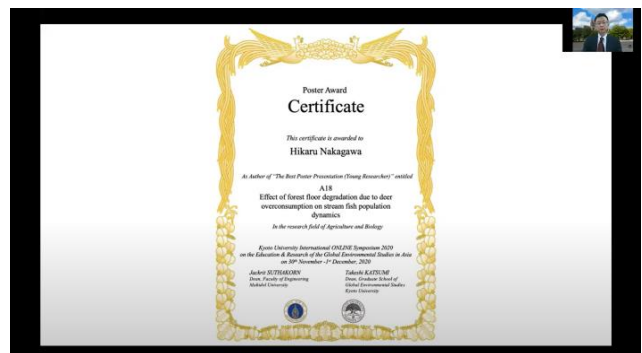 Poster Award
Certificate
This certificate is awarded to
Hikaru Nakagawa
As Author of "The Best Poster Presentation (Young Researcher)" entitled
A18
Effect of forest floor degradation due to deer
overconsumption on stream fish population
dynamics
In the research field of Agriculture and Biology
Kyoto University International ONLINE Symposium 2020
on the Education & Research of the Global Environmental Studies in Asia
on 30th November -1st December, 2020
Jackrit SUTHAKORN
Dean, Faculty of Engineering
Mahidol University
Takeshi KATSUMI
Dean, Graduate School of
Global Environmental Studies
Kyoto University